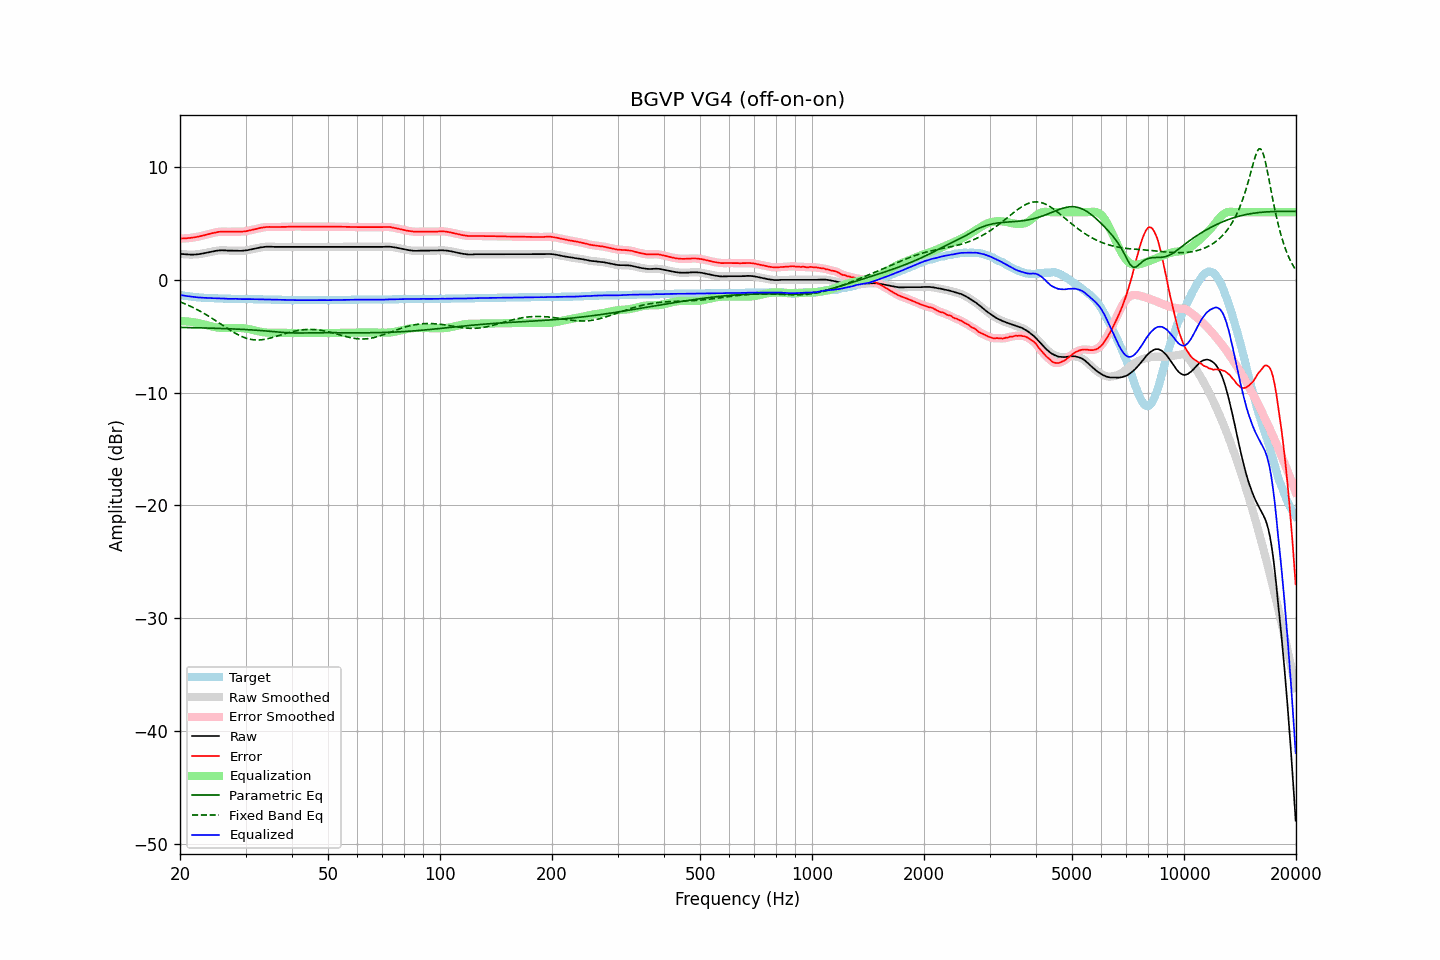 BGVP VG4 (off-on-on)
Amplitude (dBr)
10
0
−10
−20
−30
−40
−50
Target
Raw Smoothed
Error Smoothed
Raw
Error
Equalization
Parametric Eq
Fixed Band Eq
Equalized
20 50 100 200 500 1000 2000 5000 10000 20000
Frequency (Hz)